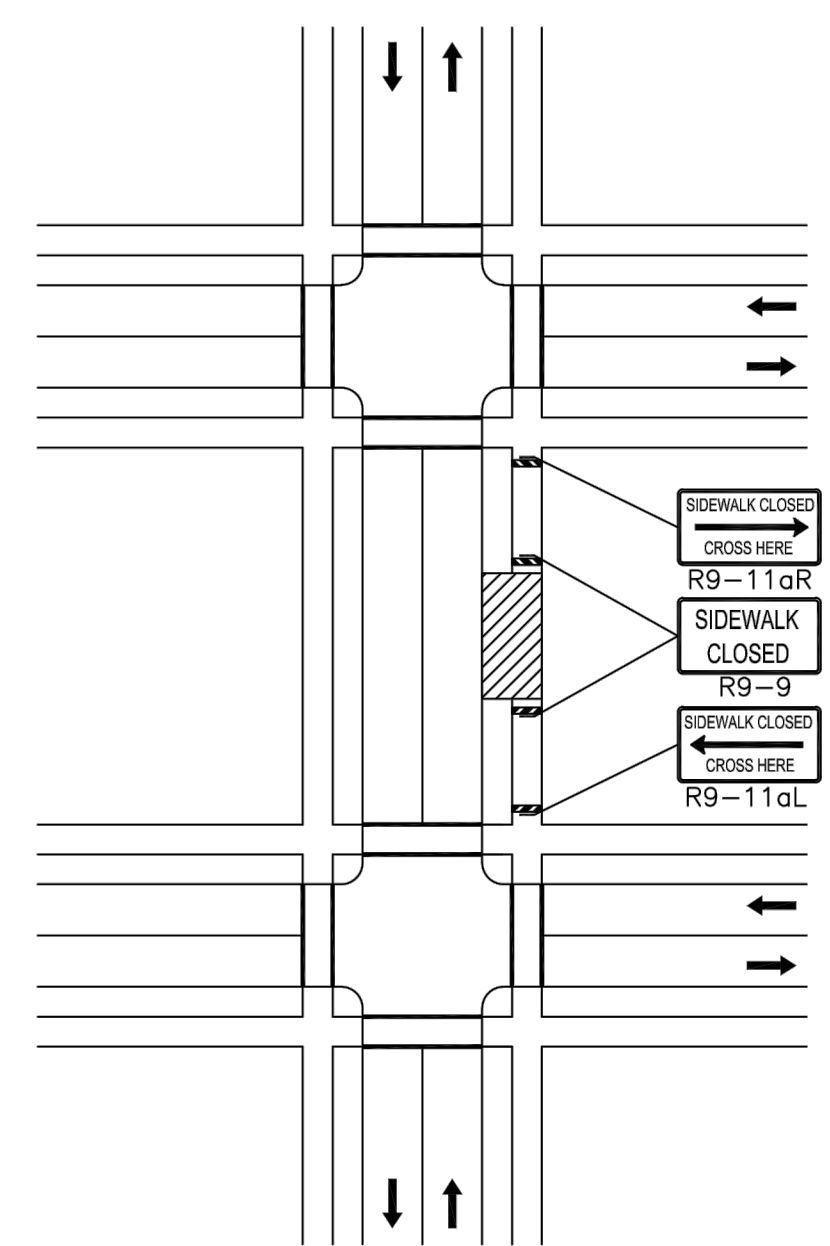 SIDEWALK CLOSED
CROSS HERE
R9-11aR
SIDEWALK
CLOSED
R9-9
SIDEWALK CLOSED
CROSS HERE
R9-11aL